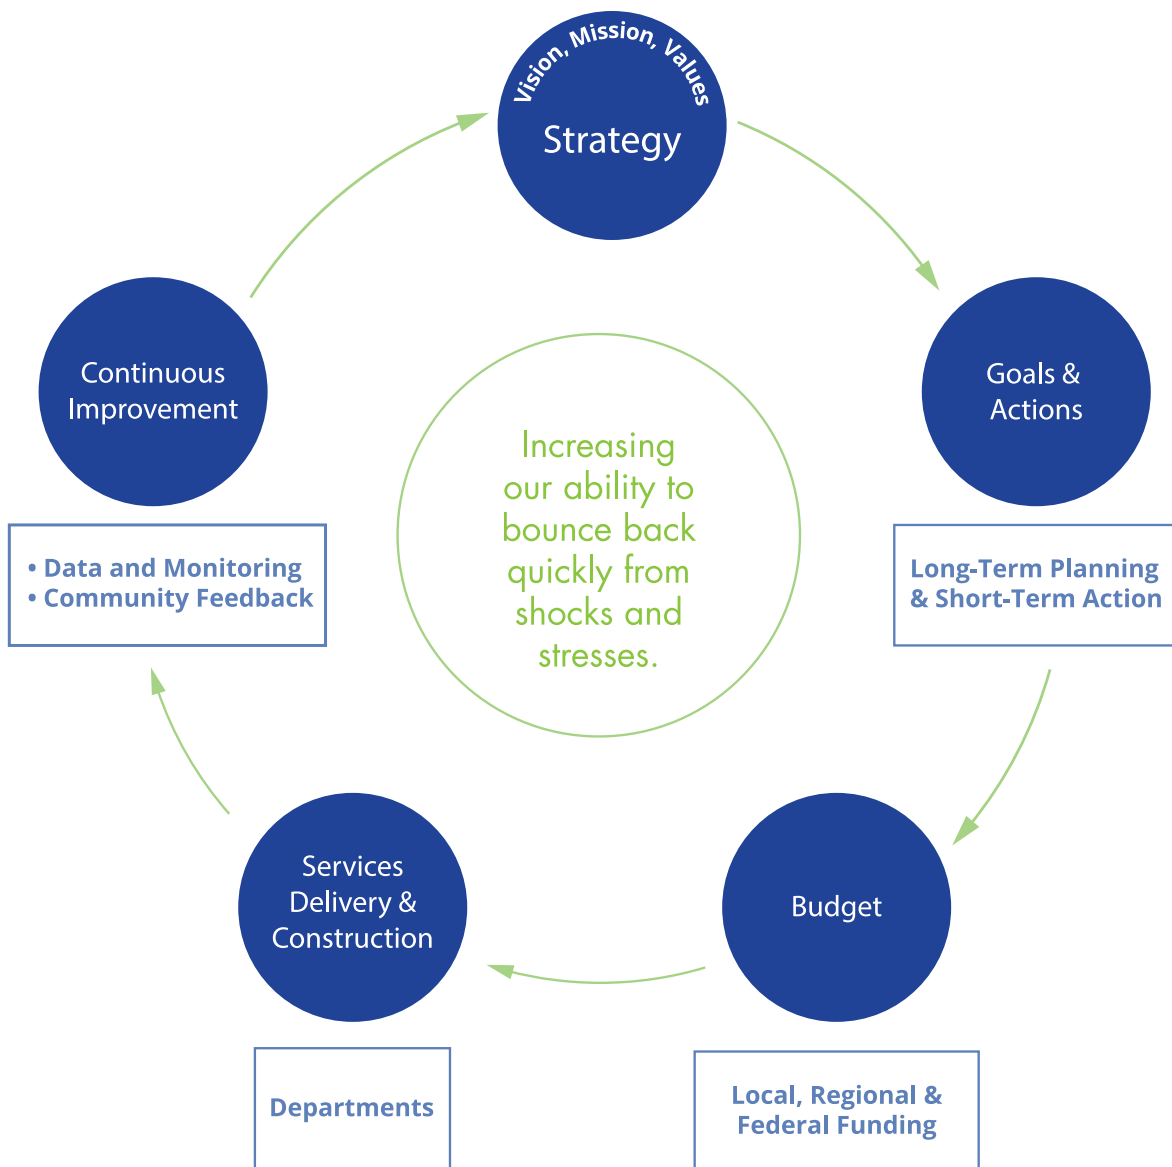 Vision, Mission, Values
Strategy
Goals &
Actions
Long-Term Planning
& Short-Term Action
Budget
Local, Regional &
Federal Funding
Services
Delivery &
Construction
Departments
Continuous
Improvement
• Data and Monitoring
• Community Feedback
Increasing
our ability to
bounce back
quickly from
shocks and
stresses.